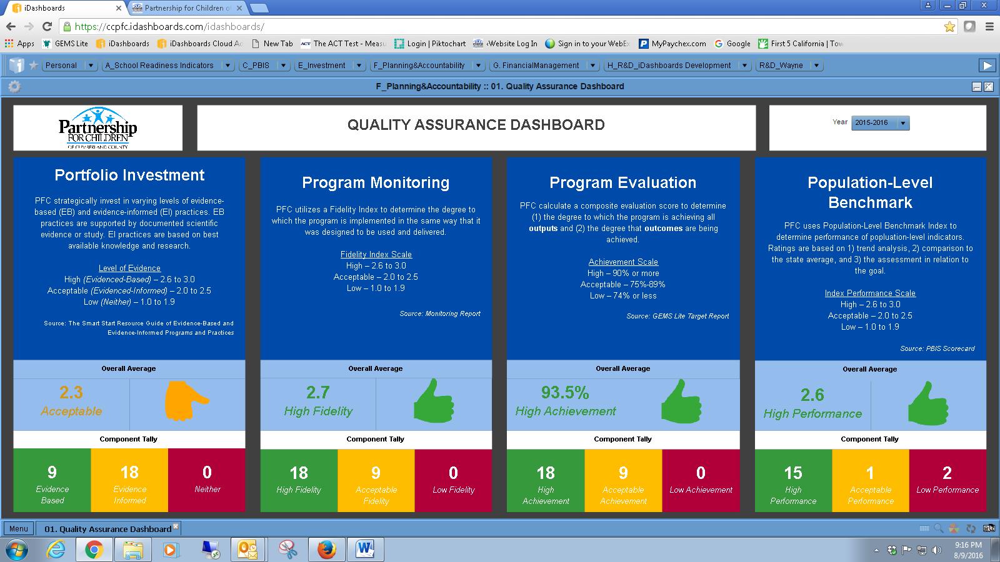 iDashboards
Partnership for Children o
https://ccpfc.idashboards.com/idashboards/
Apps
GEMS Lite
iDashboards
iDashboards Cloud Ac
New Tab
The ACT Test - Measu
Login | Piktochart
Website Log In
Sign in to your WebEx
MyPaychex.com
Google
First 5 California | Tow
Personal
A_School Readiness Indicators
C_PBIS
E_Investment
F_Planning&Accountability
G. FinancialManagement
H_R&D_iDashboards Development
R&D_Wayne
F_Planning&Accountability :: 01. Quality Assurance Dashboard
Partnership
FOR CHILDREN
OF CUMBERLAND COUNTY
QUALITY ASSURANCE DASHBOARD
Year
2015-2016
Portfolio Investment
PFC strategically invest in varying levels of evidence-
based (EB) and evidence-informed (EI) practices. EB
practices are supported by documented scientific
evidence or study. EI practices are based on best
available knowledge and research.
Level of Evidence
High (Evidenced-Based) – 2.6 to 3.0
Acceptable (Evidenced-Informed) – 2.0 to 2.5
Low (Neither) – 1.0 to 1.9
Source: The Smart Start Resource Guide of Evidence-Based and
Evidence-Informed Programs and Practices
Overall Average
2.3
Acceptable
Component Tally
9
Evidence
Based
18
Evidence
Informed
0
Neither
Program Monitoring
PFC utilizes a Fidelity Index to determine the degree to
which the program is implemented in the same way that it
was designed to be used and delivered.
Fidelity Index Scale
High – 2.6 to 3.0
Acceptable – 2.0 to 2.5
Low – 1.0 to 1.9
Source: Monitoring Report
Overall Average
2.7
High Fidelity
Component Tally
18
High Fidelity
9
Acceptable
Fidelity
0
Low Fidelity
Program Evaluation
PFC calculate a composite evaluation score to determine
(1) the degree to which the program is achieving all
outputs and (2) the degree that outcomes are being
achieved.
Achievement Scale
High – 90% or more
Acceptable – 75%-89%
Low – 74% or less
Source: GEMS Lite Target Report
Overall Average
93.5%
High Achievement
Component Tally
18
High
Achievement
9
Acceptable
Achievement
0
Low Achievement
Population-Level
Benchmark
PFC uses Population-Level Benchmark Index to
determine performance of popluation-level indicators.
Ratings are based on 1) trend analysis, 2) comparison to
the state average, and 3) the assessment in relation to
the goal.
Index Performance Scale
High – 2.6 to 3.0
Acceptable – 2.0 to 2.5
Low – 1.0 to 1.9
Source: PBIS Scorecard
Overall Average
2.6
High Performance
Component Tally
15
High
Performance
1
Acceptable
Performance
2
Low Performance
Menu
01. Quality Assurance Dashboard
9:16 PM
8/9/2016